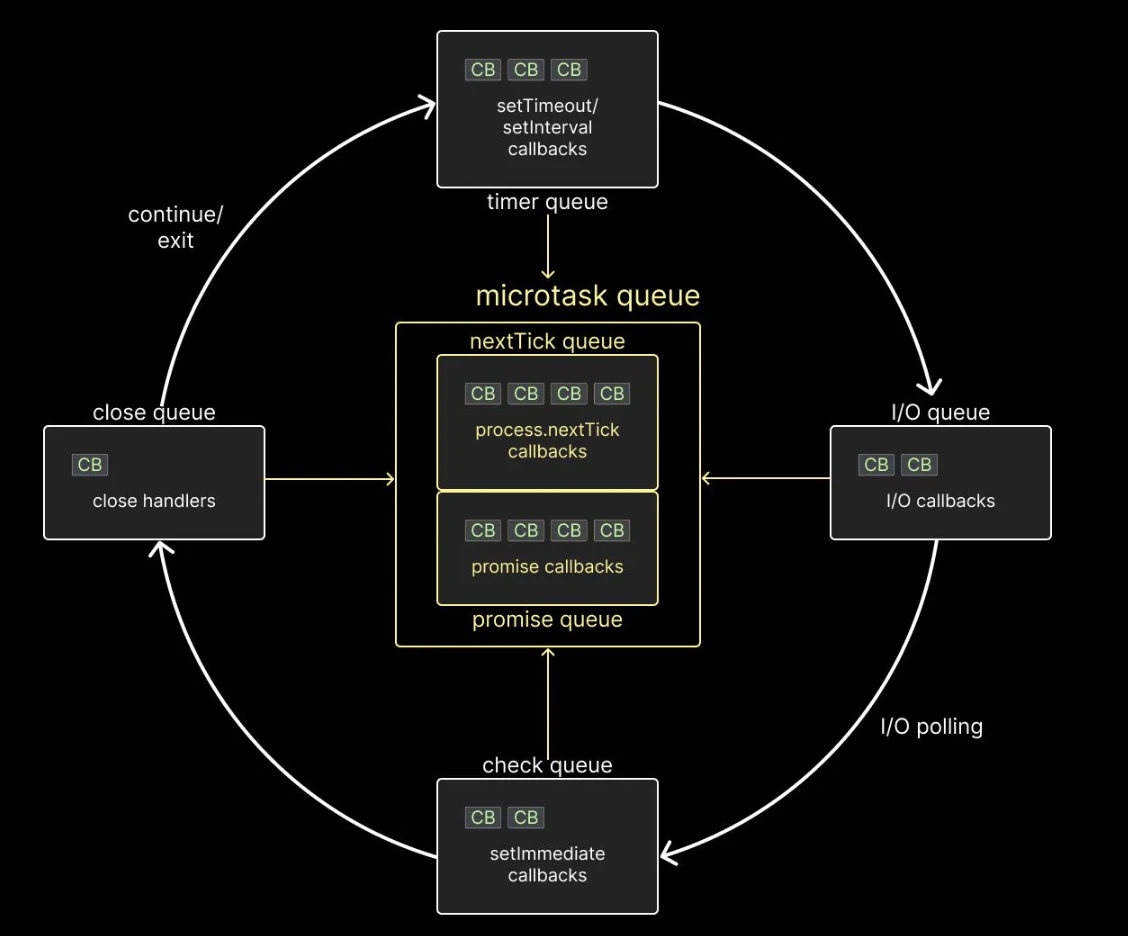 CB CB CB
setTimeout/
setInterval
callbacks
timer queue
continue/
exit
microtask queue
nextTick queue
CB CB CB CB
process.nextTick
callbacks
CB CB CB CB
promise callbacks
promise queue
close queue
CB
close handlers
I/O queue
CB CB
I/O callbacks
I/O polling
check queue
CB CB
setImmediate
callbacks